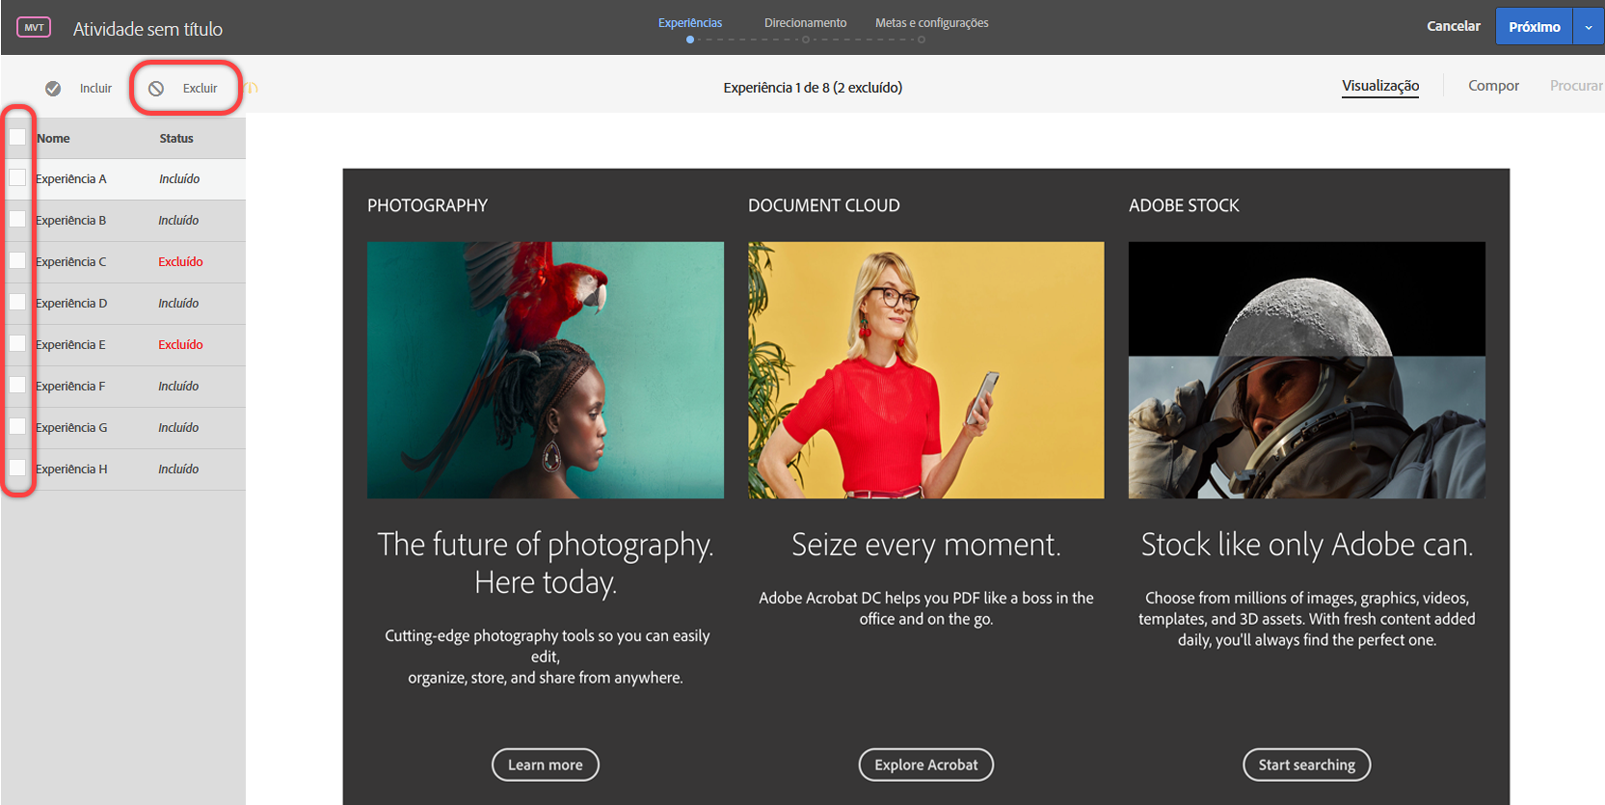 MVT
Atividade sem título
Experiências
Direcionamento
Metas e configurações
Cancelar
Próximo
Incluir
Excluir
Experiência 1 de 8 (2 excluído)
Visualização
Compor
Procurar
Nome Status
Experiência A Incluído
Experiência B Incluído
Experiência C Excluído
Experiência D Incluído
Experiência E Excluído
Experiência F Incluído
Experiência G Incluído
Experiência H Incluído
PHOTOGRAPHY
The future of photography.
Here today.
Cutting-edge photography tools so you can easily
edit,
organize, store, and share from anywhere.
Learn more
DOCUMENT CLOUD
Seize every moment.
Adobe Acrobat DC helps you PDF like a boss in the
office and on the go.
Explore Acrobat
ADOBE STOCK
Stock like only Adobe can.
Choose from millions of images, graphics, videos,
templates, and 3D assets. With fresh content added
daily, you'll always find the perfect one.
Start searching